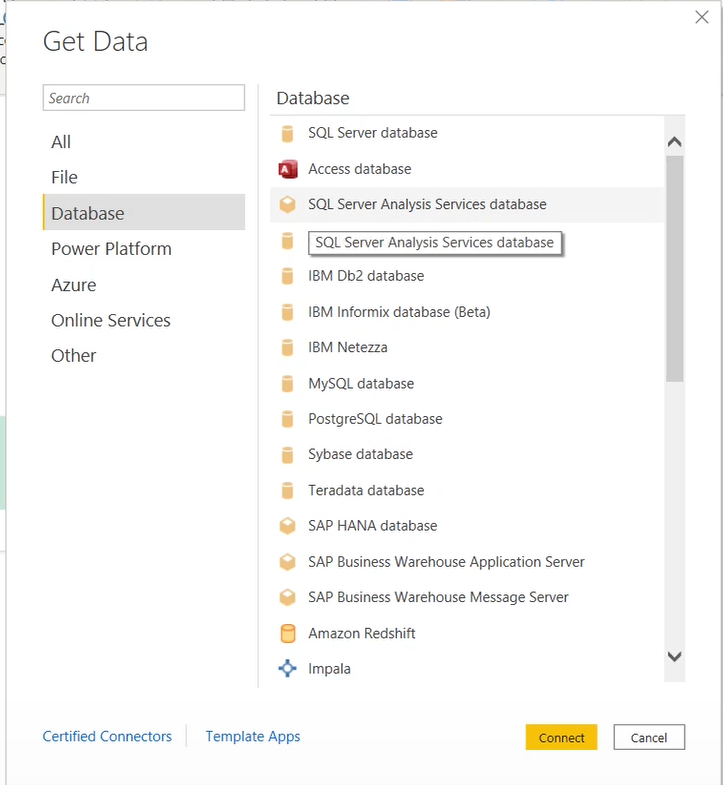 Get Data
Search
All
File
Database
Power Platform
Azure
Online Services
Other
Database
SQL Server database
Access database
SQL Server Analysis Services database
SQL Server Analysis Services database
IBM Db2 database
IBM Informix database (Beta)
IBM Netezza
MySQL database
PostgreSQL database
Sybase database
Teradata database
SAP HANA database
SAP Business Warehouse Application Server
SAP Business Warehouse Message Server
Amazon Redshift
Impala
Certified Connectors
Template Apps
Connect
Cancel